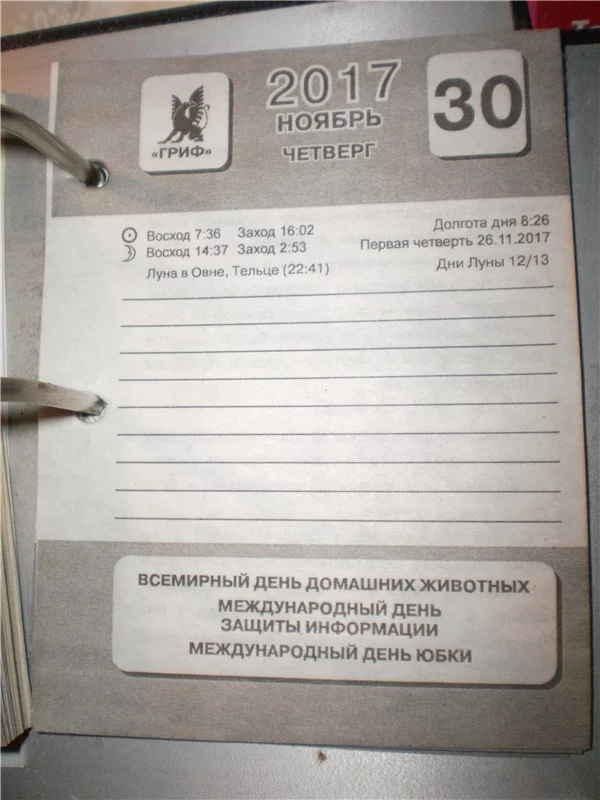 2017
НОЯБРЬ
ЧЕТВЕРГ
30
«ГРИФ»
Восход 7:36 Заход 16:02
Восход 14:37 Заход 2:53
Луна в Овне, Тельце (22:41)
Долгота дня 8:26
Первая четверть 26.11.2017
Дни Луны 12/13
ВСЕМИРНЫЙ ДЕНЬ ДОМАШНИХ ЖИВОТНЫХ
МЕЖДУНАРОДНЫЙ ДЕНЬ
ЗАЩИТЫ ИНФОРМАЦИИ
МЕЖДУНАРОДНЫЙ ДЕНЬ ЮБКИ